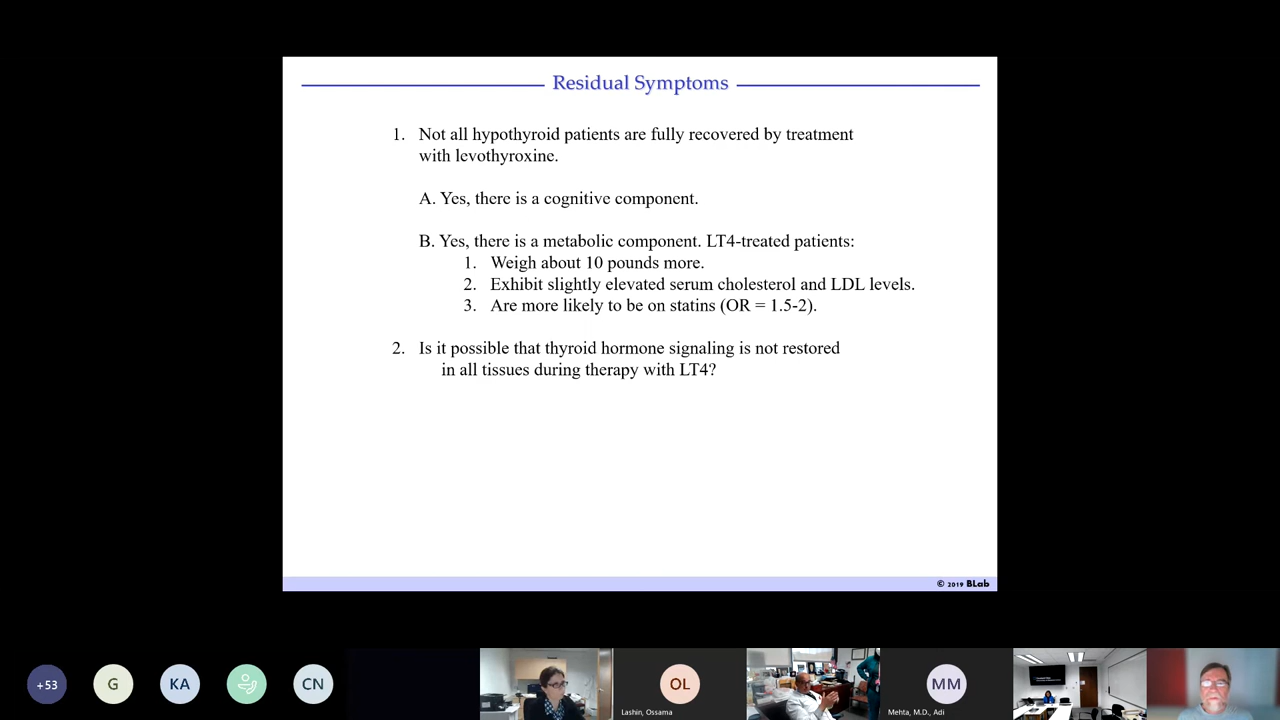 Residual Symptoms
1. Not all hypothyroid patients are fully recovered by treatment
with levothyroxine.
A. Yes, there is a cognitive component.
B. Yes, there is a metabolic component. LT4-treated patients:
1. Weigh about 10 pounds more.
2. Exhibit slightly elevated serum cholesterol and LDL levels.
3. Are more likely to be on statins (OR = 1.5-2).
2. Is it possible that thyroid hormone signaling is not restored
in all tissues during therapy with LT4?
© 2019 BLab
+53
G
KA
CN
OL
Lashin, Ossama
MM
Mehta, M.D., Adi